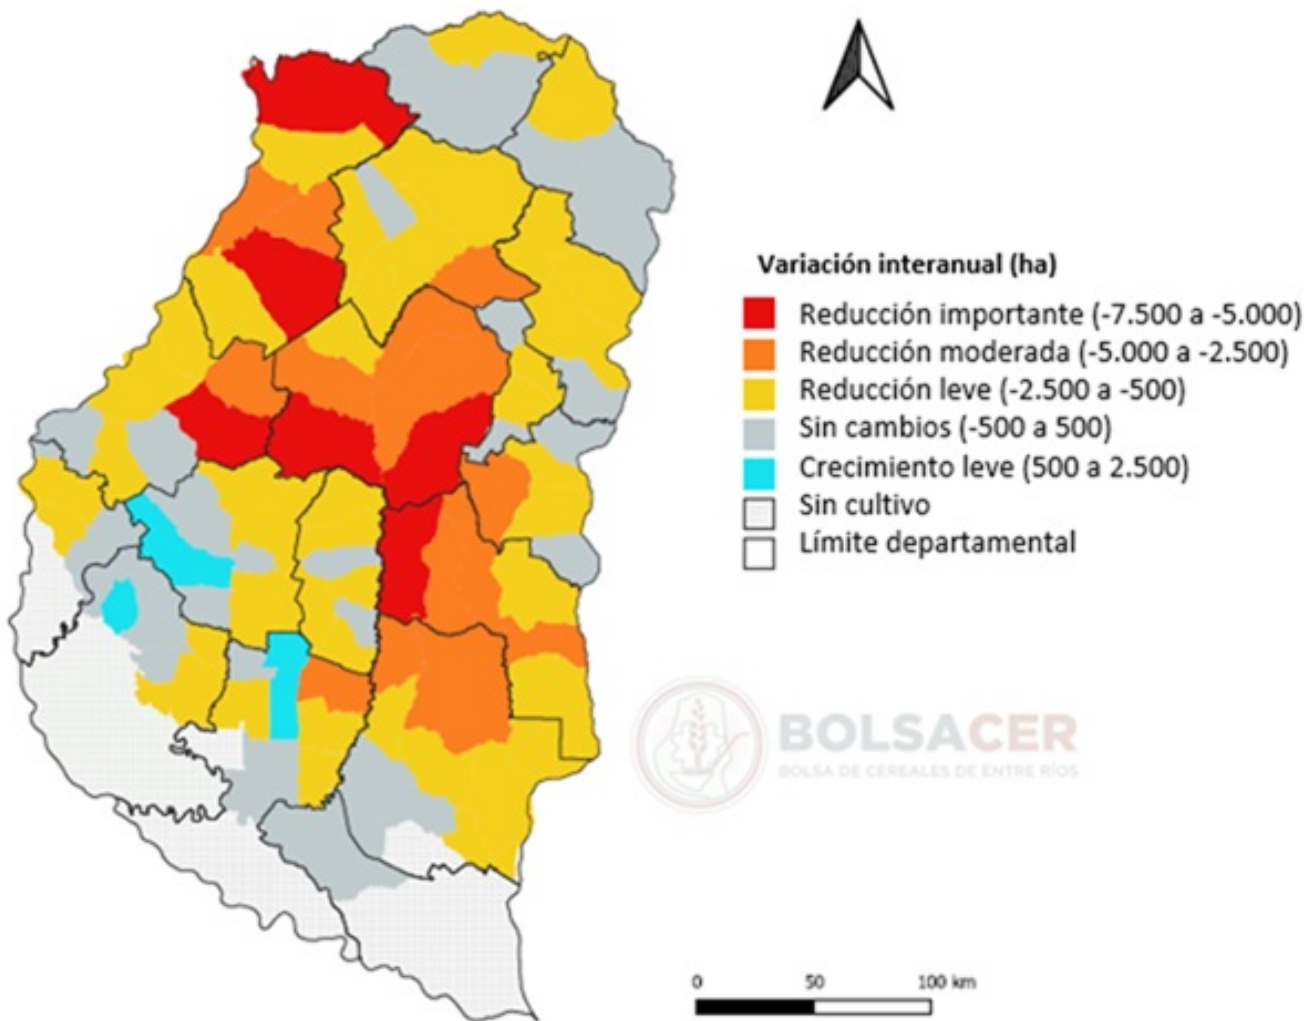 Variación interanual (ha)
Reducción importante (-7.500 a -5.000)
Reducción moderada (-5.000 a -2.500)
Reducción leve (-2.500 a -500)
Sin cambios (-500 a 500)
Crecimiento leve (500 a 2.500)
Sin cultivo
Límite departamental
BOLSACER
BOLSA DE CEREALES DE ENTRE RÍOS
0 50 100 km